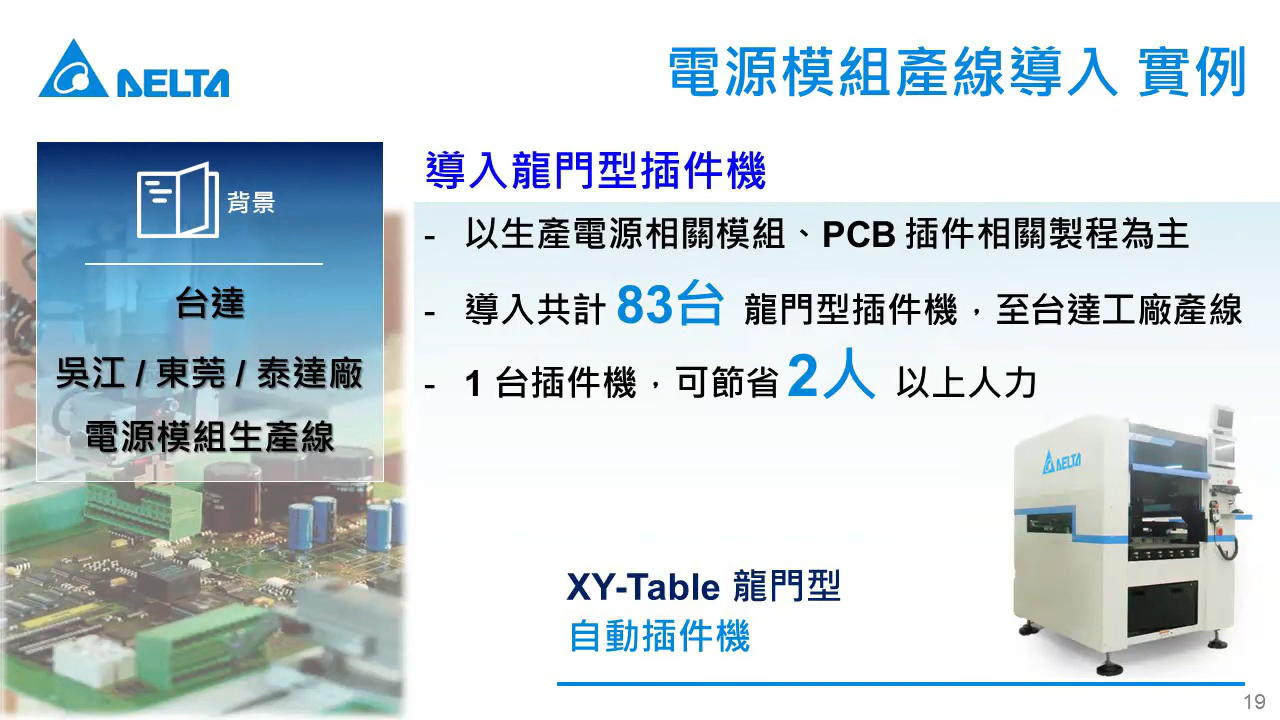 DELTA
電源模組產線導入 實例
背景
台達
吳江 / 東莞 / 泰達廠
電源模組生產線
導入龍門型插件機
- 以生產電源相關模組、PCB 插件相關製程為主
- 導入共計 83台 龍門型插件機，至台達工廠產線
- 1 台插件機，可節省 2人 以上人力
DELTA
XY-Table 龍門型
自動插件機
19